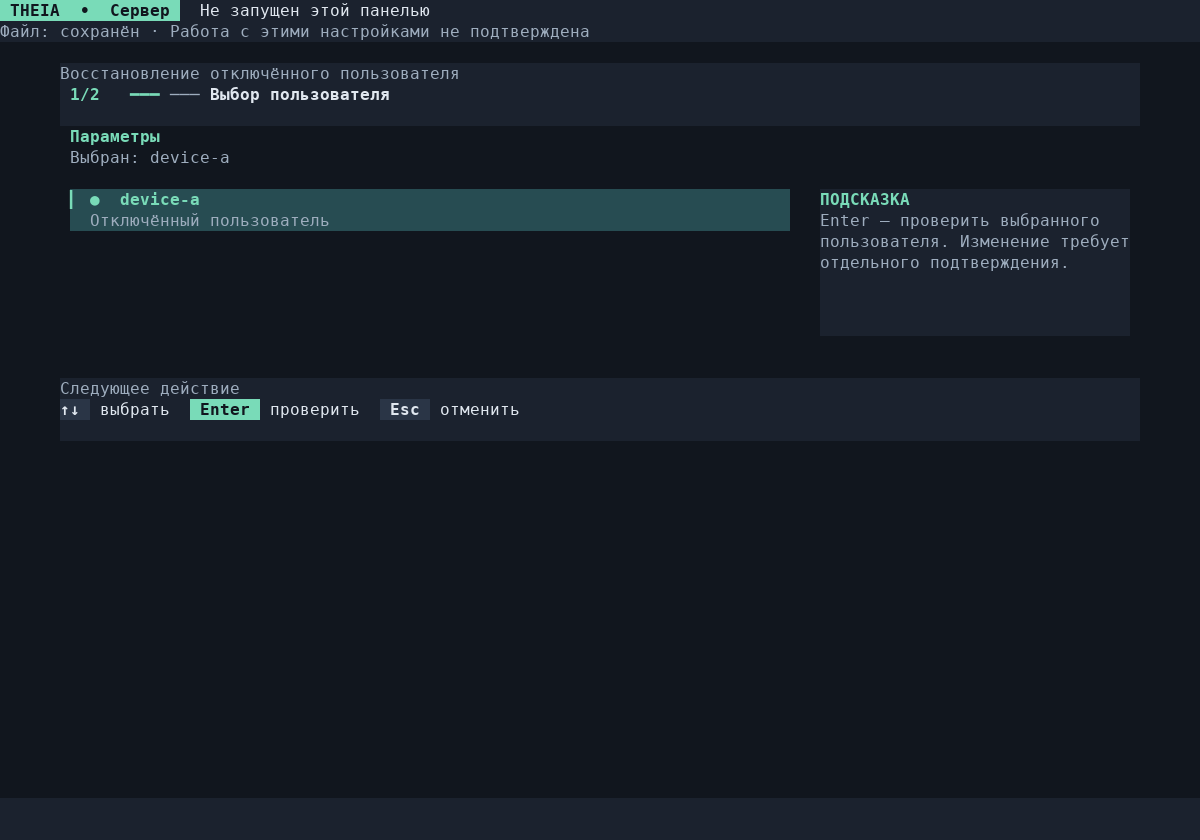 THEIA • Сервер Не запущен этой панелью
Файл: сохранён · Работа с этими настройками не подтверждена
Восстановление отключённого пользователя
1/2 ━━━ ─── Выбор пользователя
Параметры
Выбран: device-a
● device-a
Отключённый пользователь
ПОДСКАЗКА
Enter — проверить выбранного
пользователя. Изменение требует
отдельного подтверждения.
Следующее действие
↑↓ выбрать Enter проверить Esc отменить